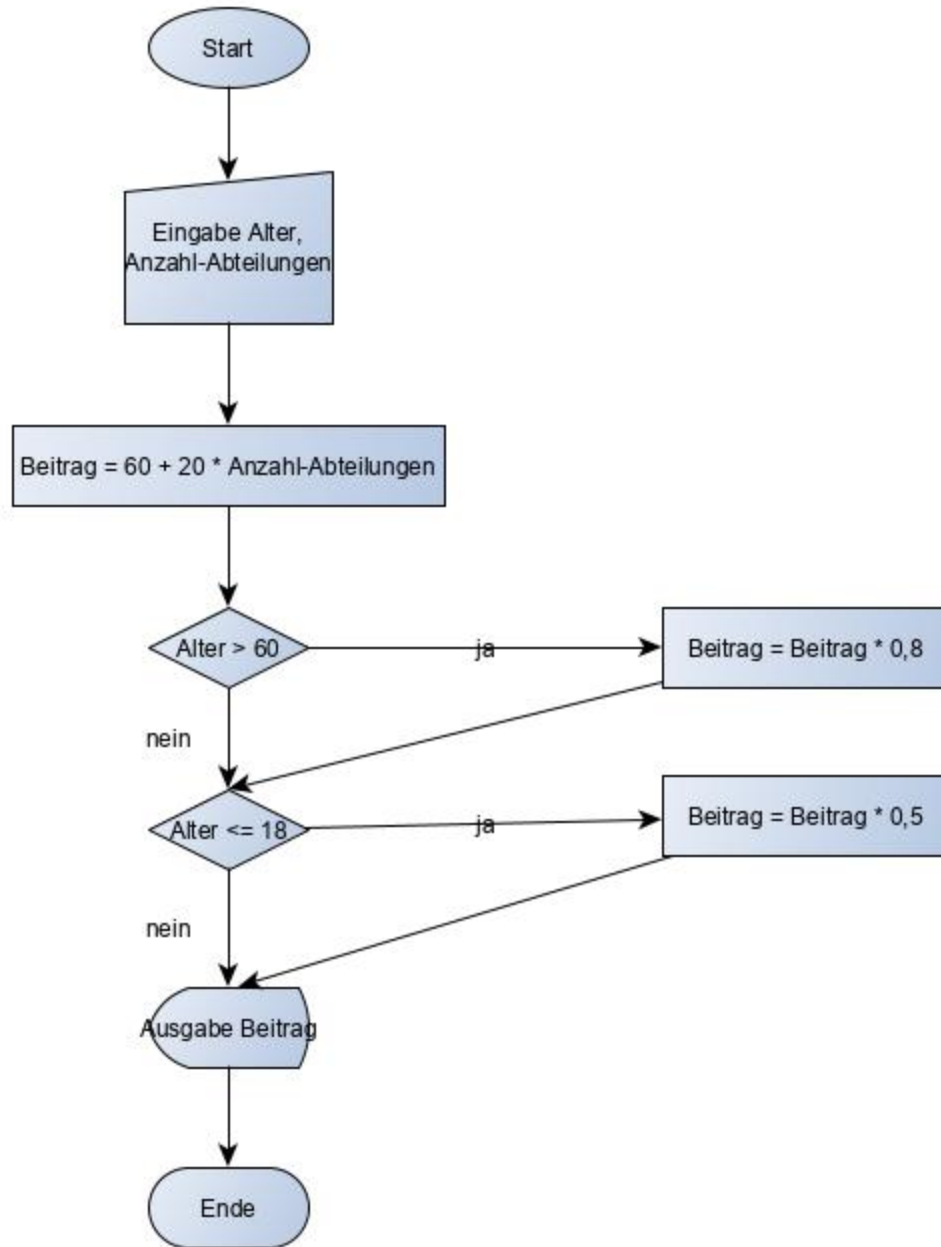 Start
Eingabe Alter,
Anzahl-Abteilungen
Beitrag = 60 + 20 * Anzahl-Abteilungen
Alter > 60
ja
Beitrag = Beitrag * 0,8
nein
Alter <= 18
ja
Beitrag = Beitrag * 0,5
nein
Ausgabe Beitrag
Ende